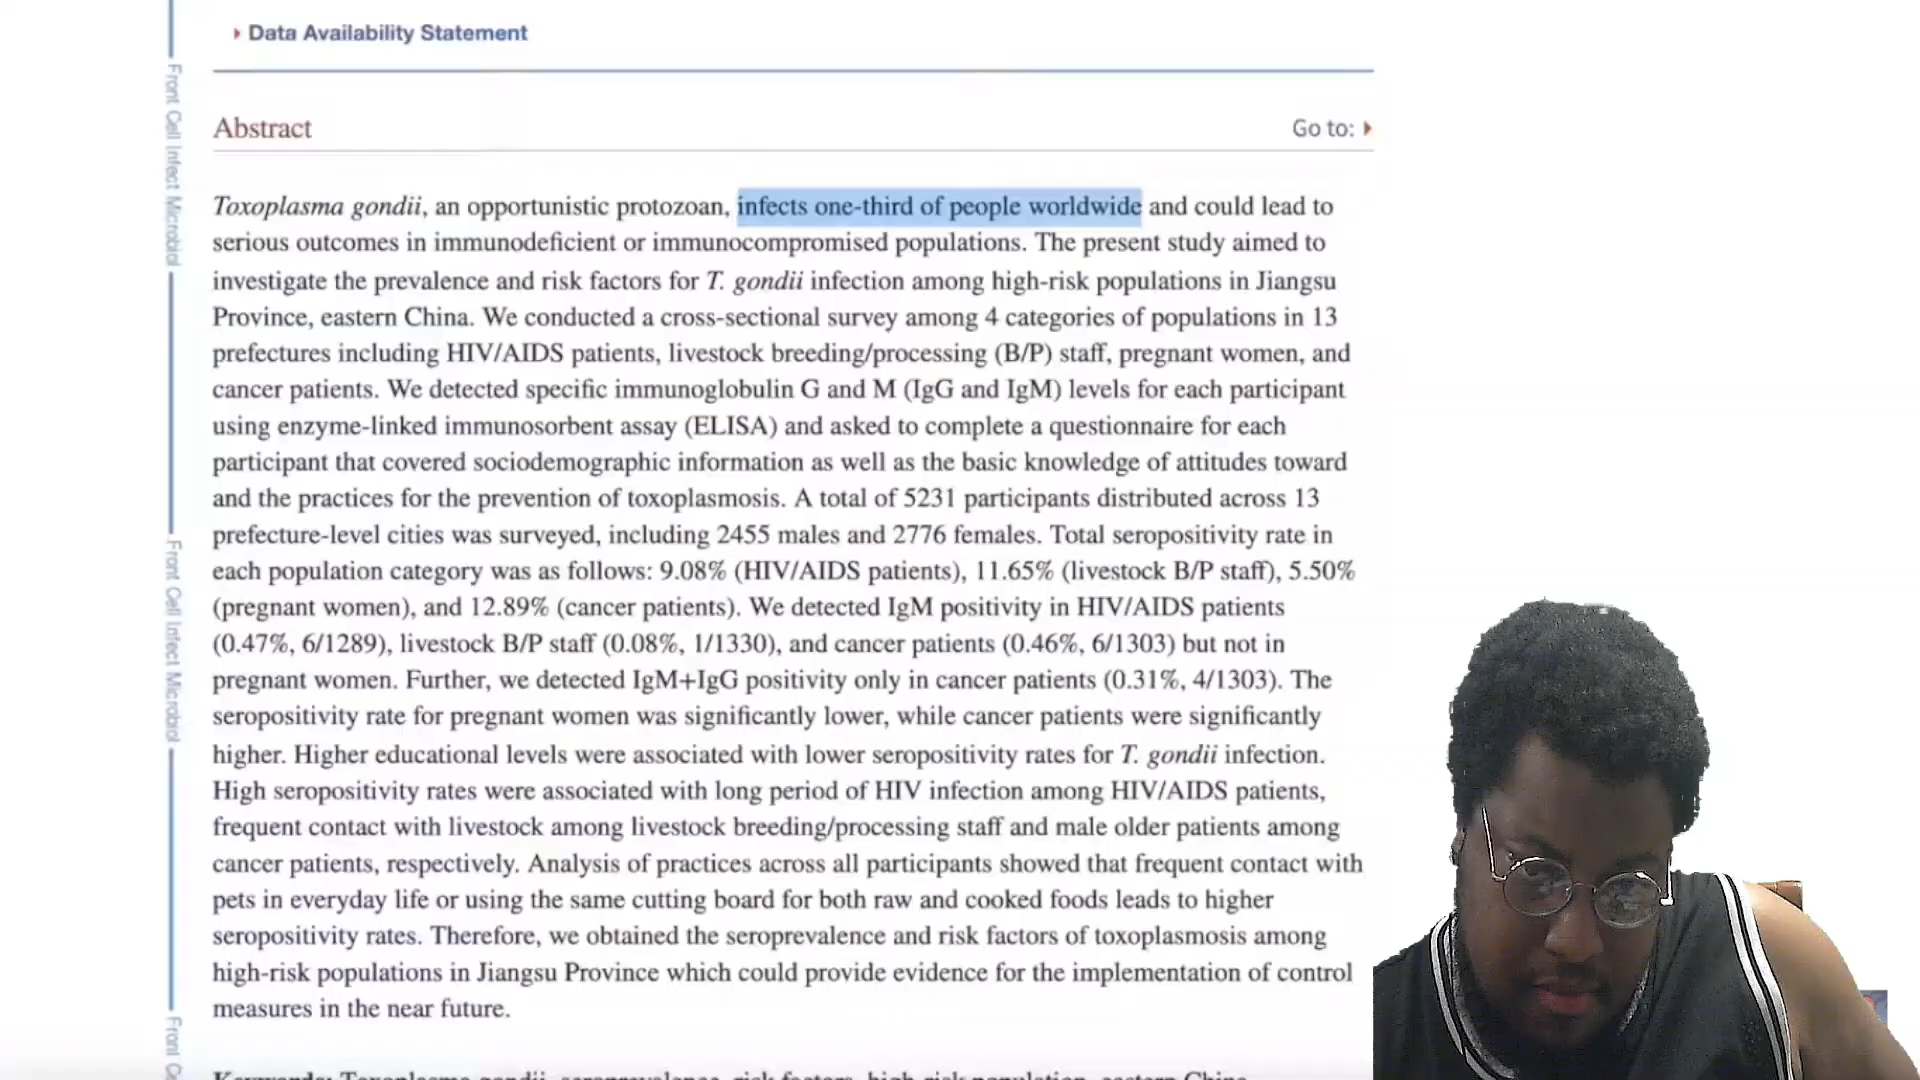 Data Availability Statement
Abstract
Go to:
Toxoplasma gondii, an opportunistic protozoan, infects one-third of people worldwide and could lead to
serious outcomes in immunodeficient or immunocompromised populations. The present study aimed to
investigate the prevalence and risk factors for T. gondii infection among high-risk populations in Jiangsu
Province, eastern China. We conducted a cross-sectional survey among 4 categories of populations in 13
prefectures including HIV/AIDS patients, livestock breeding/processing (B/P) staff, pregnant women, and
cancer patients. We detected specific immunoglobulin G and M (IgG and IgM) levels for each participant
using enzyme-linked immunosorbent assay (ELISA) and asked to complete a questionnaire for each
participant that covered sociodemographic information as well as the basic knowledge of attitudes toward
and the practices for the prevention of toxoplasmosis. A total of 5231 participants distributed across 13
prefecture-level cities was surveyed, including 2455 males and 2776 females. Total seropositivity rate in
each population category was as follows: 9.08% (HIV/AIDS patients), 11.65% (livestock B/P staff), 5.50%
(pregnant women), and 12.89% (cancer patients). We detected IgM positivity in HIV/AIDS patients
(0.47%, 6/1289), livestock B/P staff (0.08%, 1/1330), and cancer patients (0.46%, 6/1303) but not in
pregnant women. Further, we detected IgM+IgG positivity only in cancer patients (0.31%, 4/1303). The
seropositivity rate for pregnant women was significantly lower, while cancer patients were significantly
higher. Higher educational levels were associated with lower seropositivity rates for T. gondii infection.
High seropositivity rates were associated with long period of HIV infection among HIV/AIDS patients,
frequent contact with livestock among livestock breeding/processing staff and male older patients among
cancer patients, respectively. Analysis of practices across all participants showed that frequent contact with
pets in everyday life or using the same cutting board for both raw and cooked foods leads to higher
seropositivity rates. Therefore, we obtained the seroprevalence and risk factors of toxoplasmosis among
high-risk populations in Jiangsu Province which could provide evidence for the implementation of control
measures in the near future.
Keywords: Toxoplasma gondii, seroprevalence, risk factors, high-risk population, eastern China
Front Cell Infect Microbiol
Front Cell Infect Microbiol
Front C